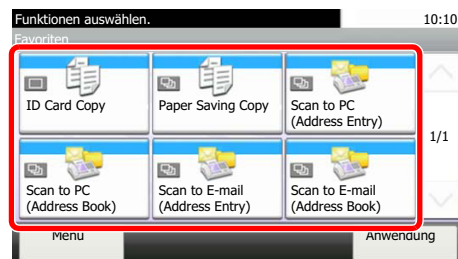 Funktionen auswählen.
10:10
Favoriten
ID Card Copy
Paper Saving Copy
Scan to PC
(Address Entry)
1/1
Scan to PC
(Address Book)
Scan to E-mail
(Address Entry)
Scan to E-mail
(Address Book)
Menü
Anwendung